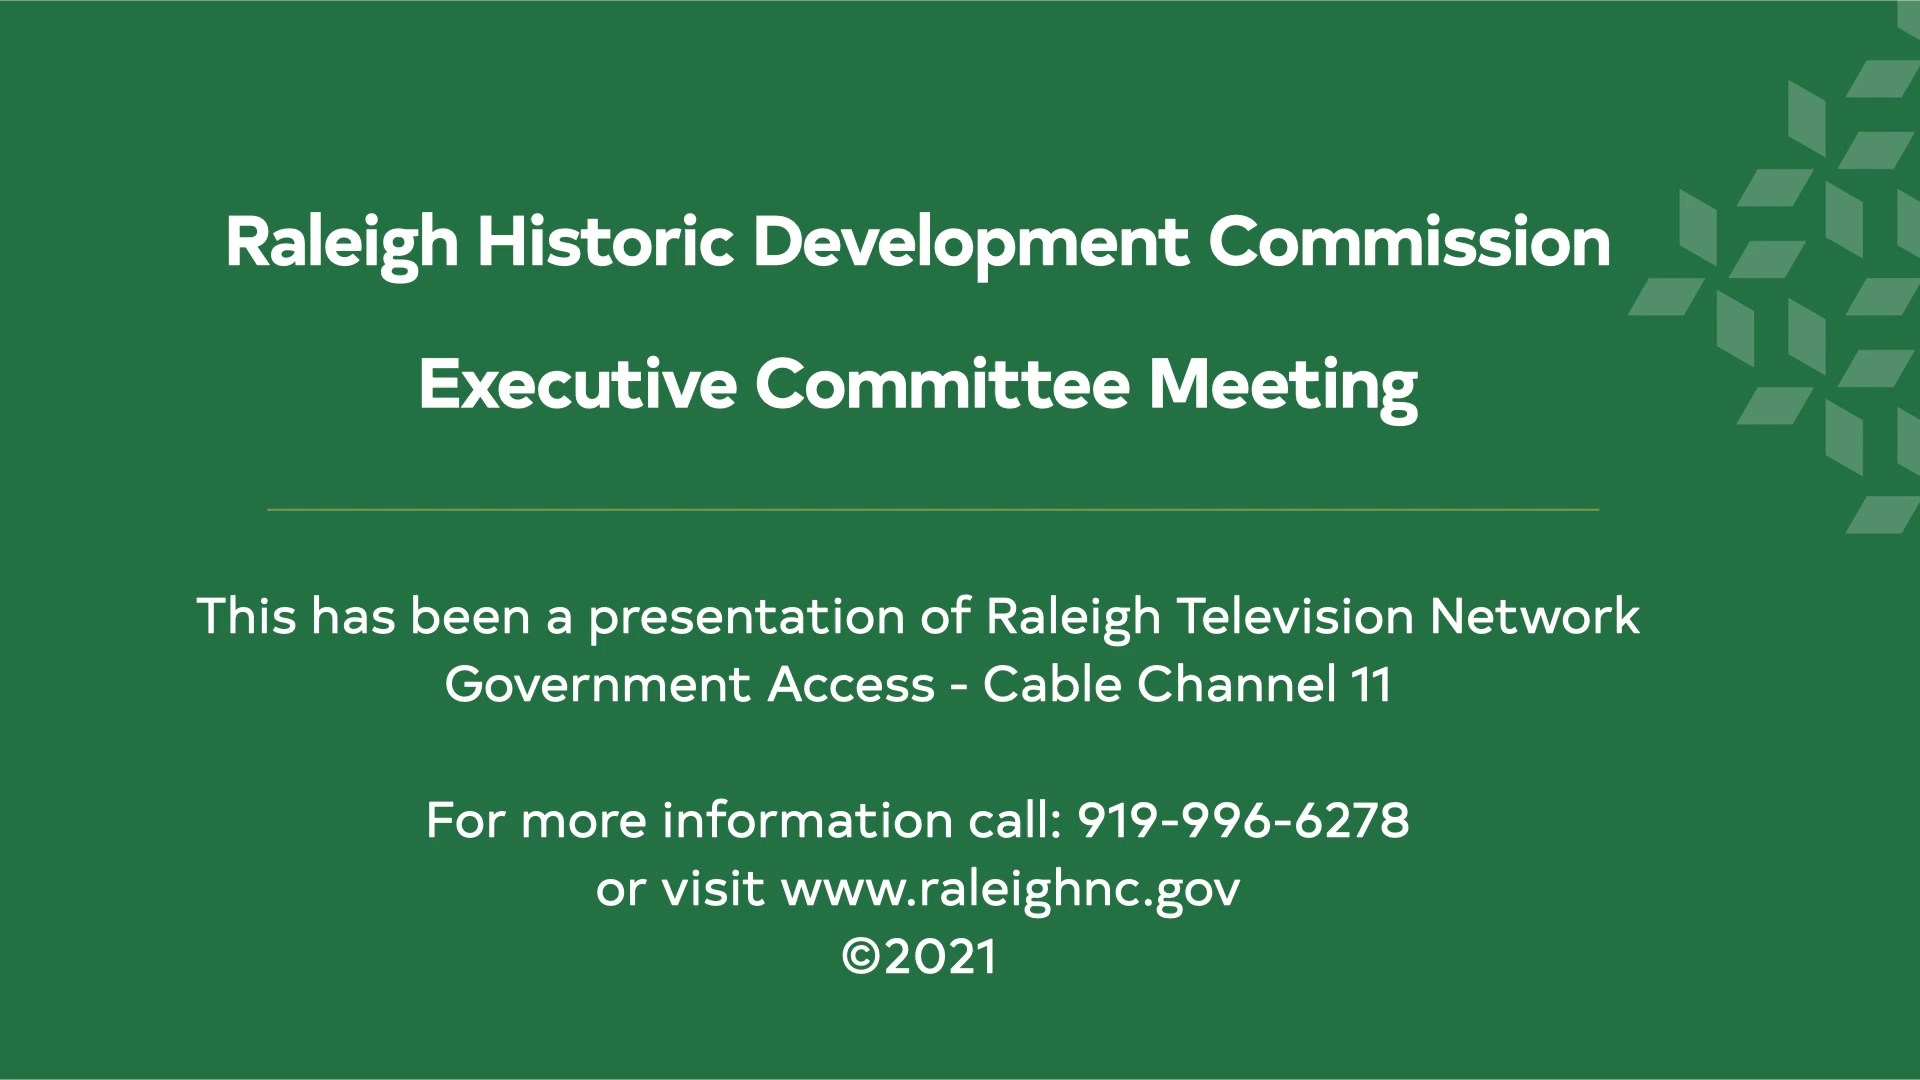 Raleigh Historic Development Commission
Executive Committee Meeting
This has been a presentation of Raleigh Television Network
Government Access - Cable Channel 11
For more information call: 919-996-6278
or visit www.raleighnc.gov
©2021